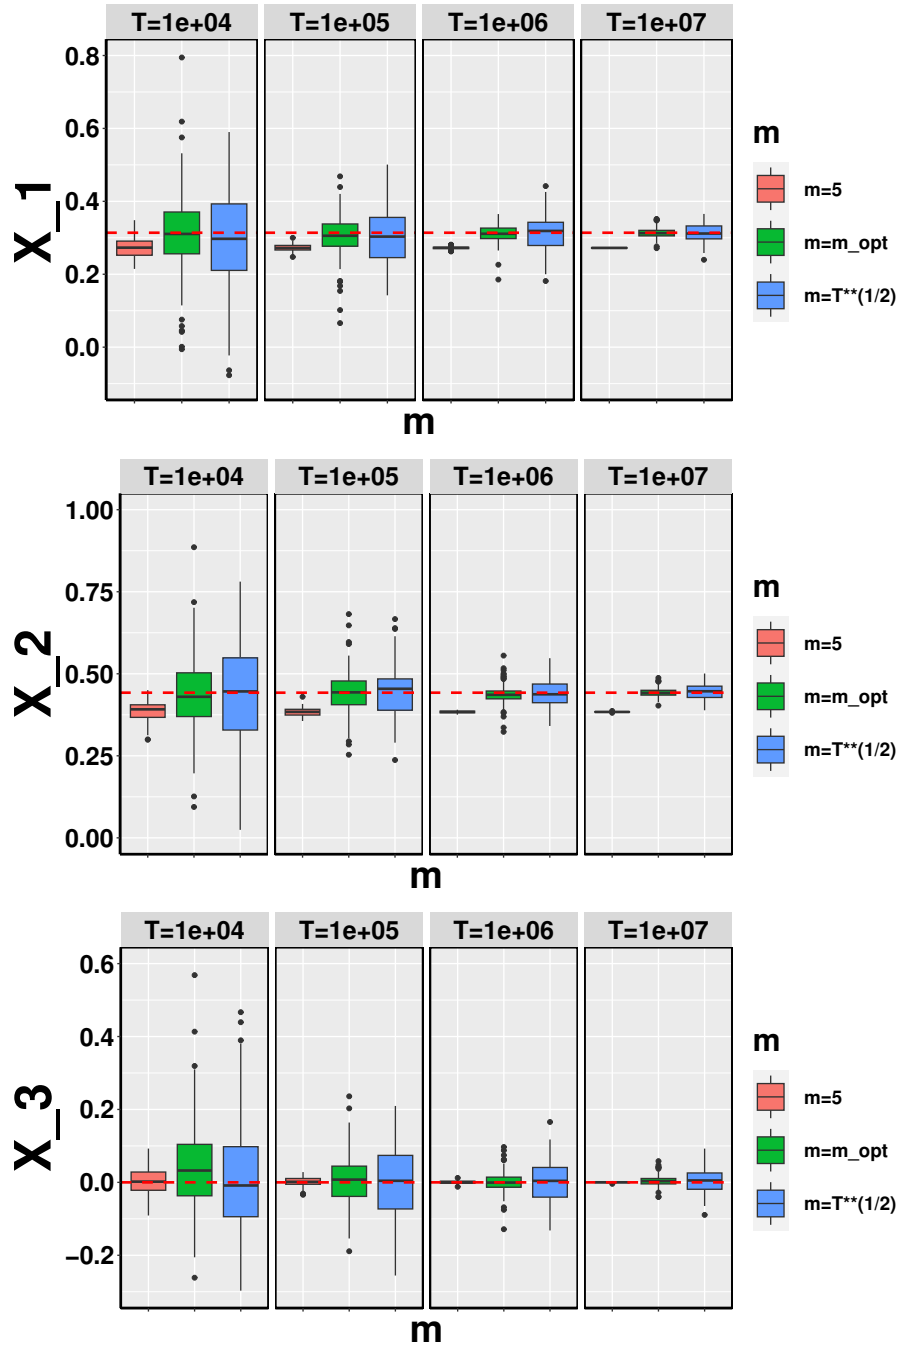 T=1e+04 T=1e+05 T=1e+06 T=1e+07
X_1
0.8
0.6
0.4
0.2
0.0
m
m
m=5
m=m_opt
m=T**(1/2)
T=1e+04 T=1e+05 T=1e+06 T=1e+07
X_2
1.00
0.75
0.50
0.25
0.00
m
m
m=5
m=m_opt
m=T**(1/2)
T=1e+04 T=1e+05 T=1e+06 T=1e+07
X_3
0.6
0.4
0.2
0.0
−0.2
m
m
m=5
m=m_opt
m=T**(1/2)